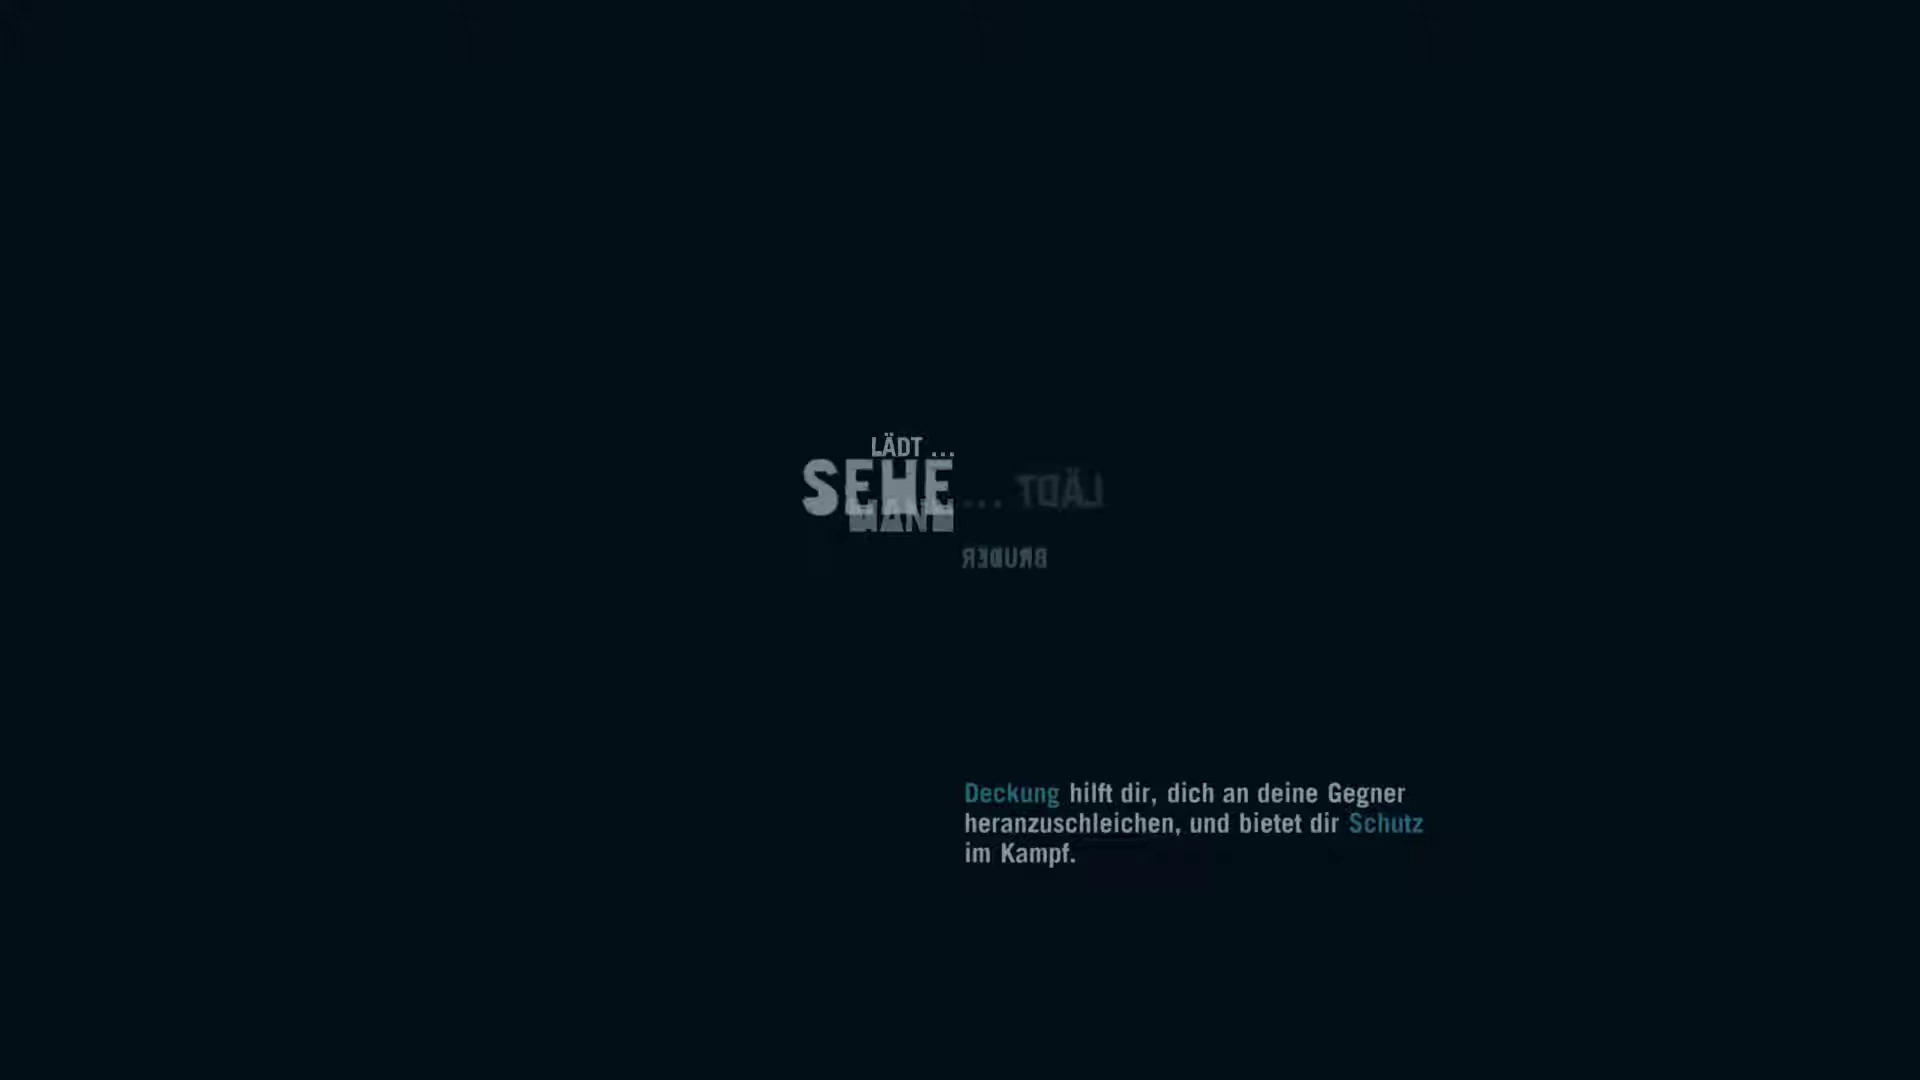 LÄDT ...
SEHE
LÄDT ...
BRUDER
Deckung hilft dir, dich an deine Gegner
heranzuschleichen, und bietet dir Schutz
im Kampf.